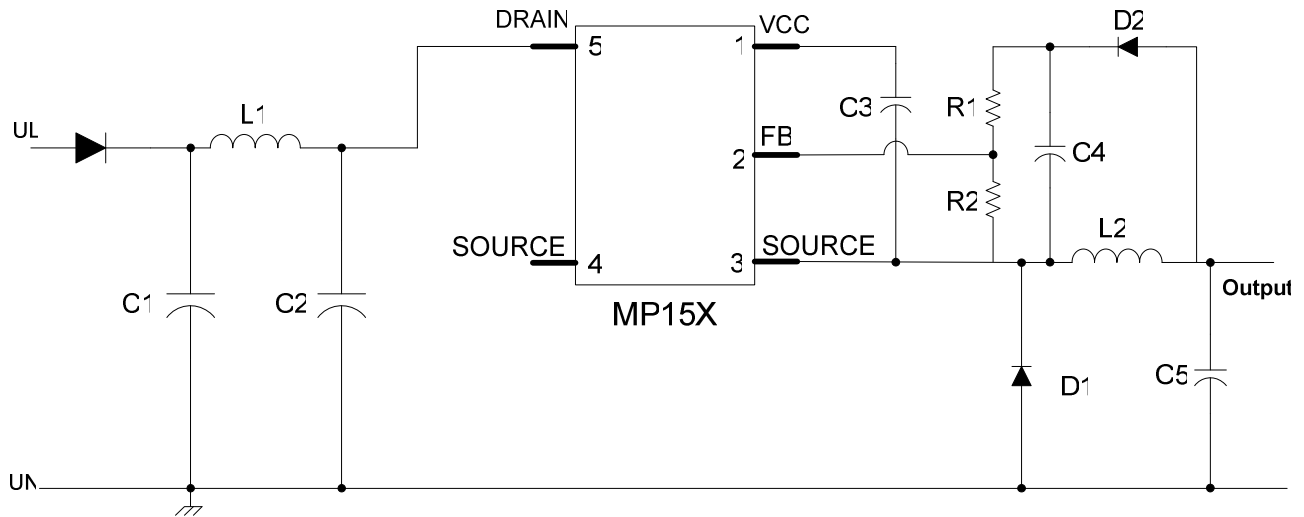 DRAIN
VCC
D2
5
1
L1
C3
R1
UL
FB
2
C4
R2
SOURCE
4
SOURCE
3
L2
Output
C1
C2
MP15X
D1
C5
UN